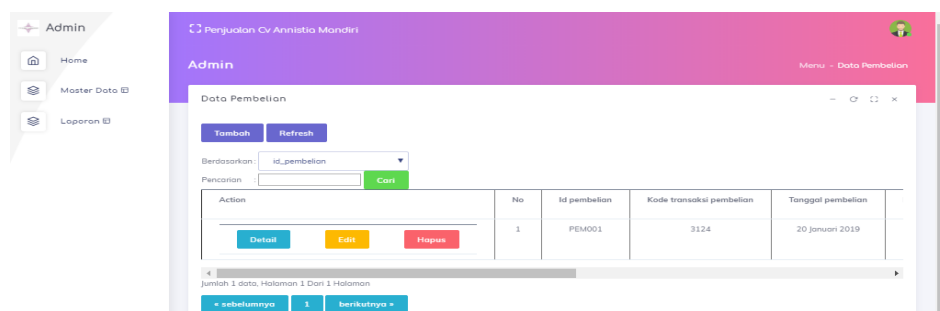 Admin
Home
Master Data
Laporan
Penjualan Cv Annistia Mandiri
Admin
Menu - Data Pembelian
Data Pembelian
Tambah Refresh
Berdasarkan : id_pembelian
Pencarian : Cari
Action No Id pembelian Kode transaksi pembelian Tanggal pembelian
Detail Edit Hapus 1 PEM001 3124 20 Januari 2019
Jumlah 1 data, Halaman 1 Dari 1 Halaman
« sebelumnya 1 berikutnya »